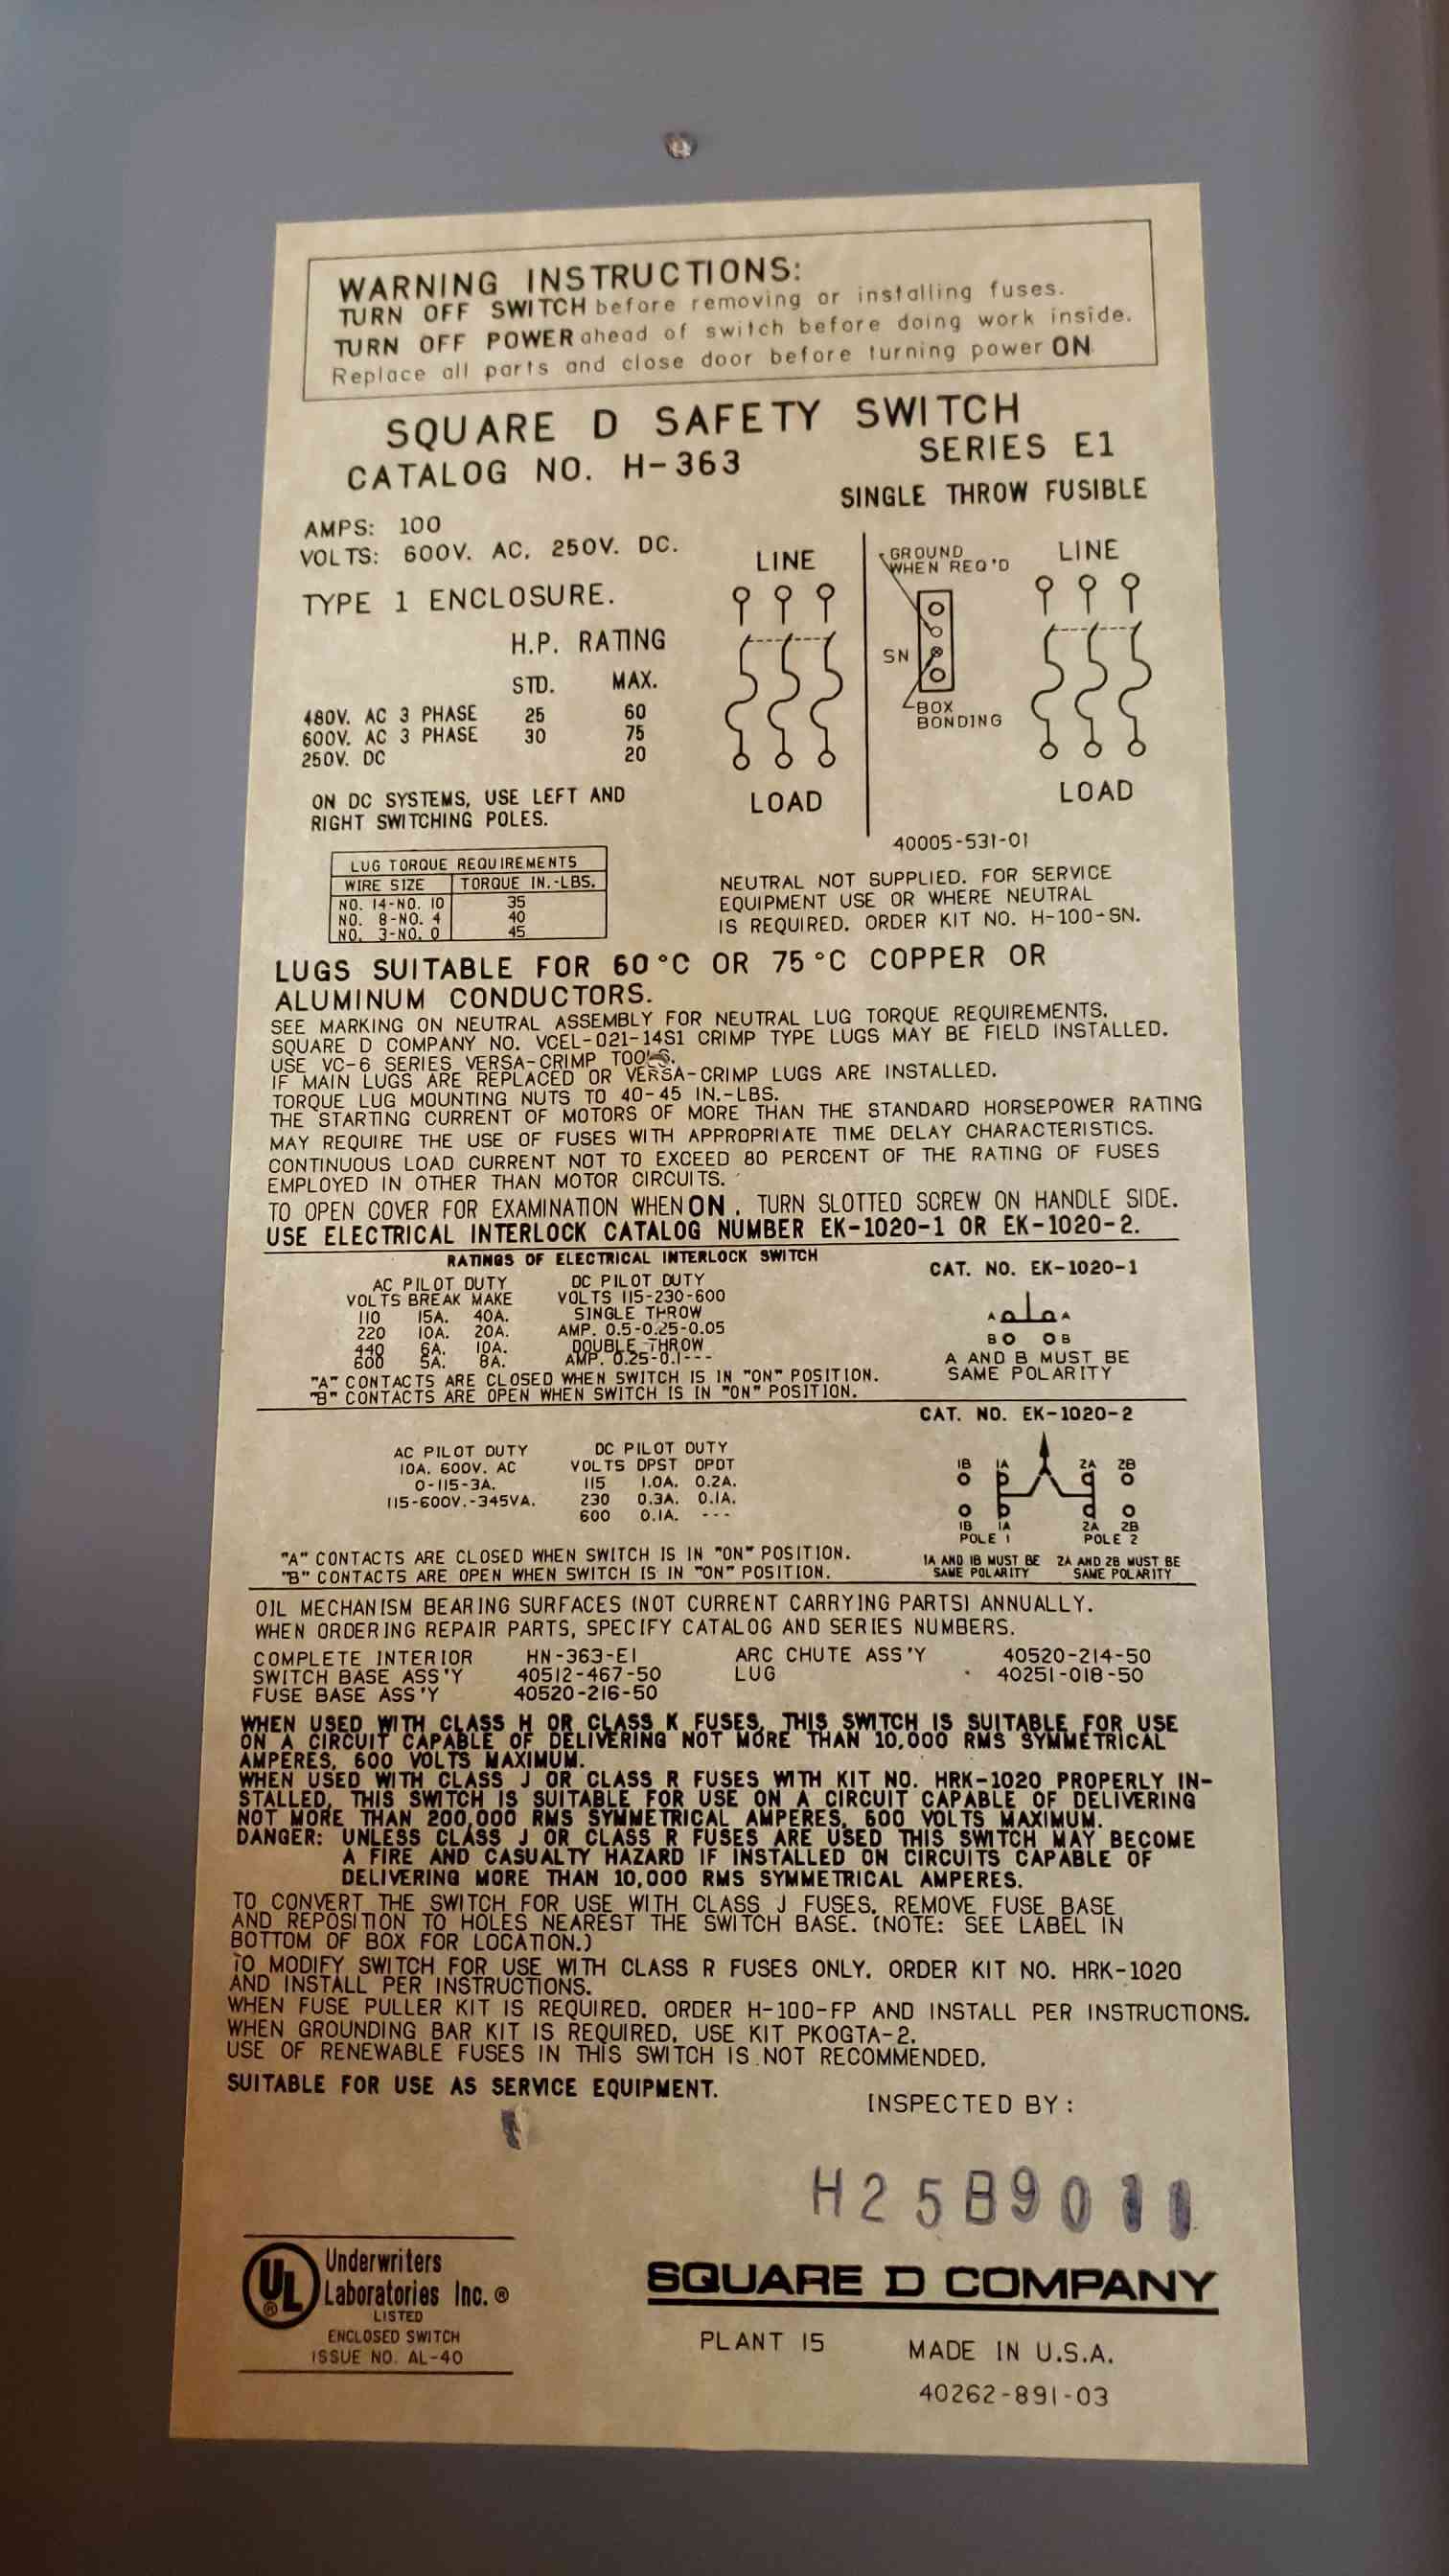 WARNING INSTRUCTIONS:
TURN OFF SWITCH before removing or installing fuses.
TURN OFF POWER ahead of switch before doing work inside.
Replace all parts and close door before turning power ON
SQUARE D SAFETY SWITCH
CATALOG NO. H-363 SERIES E1
SINGLE THROW FUSIBLE
AMPS: 100
VOLTS: 600V. AC, 250V. DC.
TYPE 1 ENCLOSURE.
H.P. RATING
STD. MAX.
480V. AC 3 PHASE 25 60
600V. AC 3 PHASE 30 75
250V. DC 20
ON DC SYSTEMS, USE LEFT AND
RIGHT SWITCHING POLES.
LINE
LOAD
GROUND
WHEN REQ'D
SN
BOX
BONDING
LINE
LOAD
40005-531-01
LUG TORQUE REQUIREMENTS
WIRE SIZE TORQUE IN.-LBS.
NO. 14-NO. 10 35
NO. 8-NO. 4 40
NO. 3-NO. 0 45
NEUTRAL NOT SUPPLIED. FOR SERVICE
EQUIPMENT USE OR WHERE NEUTRAL
IS REQUIRED, ORDER KIT NO. H-100-SN.
LUGS SUITABLE FOR 60°C OR 75°C COPPER OR
ALUMINUM CONDUCTORS.
SEE MARKING ON NEUTRAL ASSEMBLY FOR NEUTRAL LUG TORQUE REQUIREMENTS.
SQUARE D COMPANY NO. VCEL-021-14S1 CRIMP TYPE LUGS MAY BE FIELD INSTALLED.
USE VC-6 SERIES VERSA-CRIMP TOOLS.
IF MAIN LUGS ARE REPLACED OR VERSA-CRIMP LUGS ARE INSTALLED.
TORQUE LUG MOUNTING NUTS TO 40-45 IN.-LBS.
THE STARTING CURRENT OF MOTORS OF MORE THAN THE STANDARD HORSEPOWER RATING
MAY REQUIRE THE USE OF FUSES WITH APPROPRIATE TIME DELAY CHARACTERISTICS.
CONTINUOUS LOAD CURRENT NOT TO EXCEED 80 PERCENT OF THE RATING OF FUSES
EMPLOYED IN OTHER THAN MOTOR CIRCUITS.
TO OPEN COVER FOR EXAMINATION WHEN ON, TURN SLOTTED SCREW ON HANDLE SIDE.
USE ELECTRICAL INTERLOCK CATALOG NUMBER EK-1020-1 OR EK-1020-2.
RATINGS OF ELECTRICAL INTERLOCK SWITCH
AC PILOT DUTY
VOLTS BREAK MAKE
110 15A. 40A.
220 10A. 20A.
440 6A. 10A.
600 5A. 8A.
DC PILOT DUTY
VOLTS 115-230-600
SINGLE THROW
AMP. 0.5-0.25-0.05
DOUBLE THROW
AMP. 0.25-0.1---
CAT. NO. EK-1020-1
A A
B B
A AND B MUST BE
SAME POLARITY
"A" CONTACTS ARE CLOSED WHEN SWITCH IS IN "ON" POSITION.
"B" CONTACTS ARE OPEN WHEN SWITCH IS IN "ON" POSITION.
CAT. NO. EK-1020-2
AC PILOT DUTY
10A. 600V. AC
0-115-3A.
115-600V.-345VA.
DC PILOT DUTY
VOLTS DPST DPDT
115 1.0A. 0.2A.
230 0.3A. 0.1A.
600 0.1A. ---
1B 1A 2A 2B
1B 1A 2A 2B
POLE 1 POLE 2
1A AND 1B MUST BE 2A AND 2B MUST BE
SAME POLARITY SAME POLARITY
"A" CONTACTS ARE CLOSED WHEN SWITCH IS IN "ON" POSITION.
"B" CONTACTS ARE OPEN WHEN SWITCH IS IN "ON" POSITION.
OIL MECHANISM BEARING SURFACES (NOT CURRENT CARRYING PARTS) ANNUALLY.
WHEN ORDERING REPAIR PARTS, SPECIFY CATALOG AND SERIES NUMBERS.
COMPLETE INTERIOR HN-363-E1 ARC CHUTE ASS'Y 40520-214-50
SWITCH BASE ASS'Y 40512-467-50 LUG 40251-018-50
FUSE BASE ASS'Y 40520-216-50
WHEN USED WITH CLASS H OR CLASS K FUSES, THIS SWITCH IS SUITABLE FOR USE
ON A CIRCUIT CAPABLE OF DELIVERING NOT MORE THAN 10,000 RMS SYMMETRICAL
AMPERES, 600 VOLTS MAXIMUM.
WHEN USED WITH CLASS J OR CLASS R FUSES WITH KIT NO. HRK-1020 PROPERLY IN-
STALLED, THIS SWITCH IS SUITABLE FOR USE ON A CIRCUIT CAPABLE OF DELIVERING
NOT MORE THAN 200,000 RMS SYMMETRICAL AMPERES, 600 VOLTS MAXIMUM.
DANGER: UNLESS CLASS J OR CLASS R FUSES ARE USED THIS SWITCH MAY BECOME
A FIRE AND CASUALTY HAZARD IF INSTALLED ON CIRCUITS CAPABLE OF
DELIVERING MORE THAN 10,000 RMS SYMMETRICAL AMPERES.
TO CONVERT THE SWITCH FOR USE WITH CLASS J FUSES, REMOVE FUSE BASE
AND REPOSITION TO HOLES NEAREST THE SWITCH BASE. (NOTE: SEE LABEL IN
BOTTOM OF BOX FOR LOCATION.)
TO MODIFY SWITCH FOR USE WITH CLASS R FUSES ONLY, ORDER KIT NO. HRK-1020
AND INSTALL PER INSTRUCTIONS.
WHEN FUSE PULLER KIT IS REQUIRED, ORDER H-100-FP AND INSTALL PER INSTRUCTIONS.
WHEN GROUNDING BAR KIT IS REQUIRED, USE KIT PKOGTA-2.
USE OF RENEWABLE FUSES IN THIS SWITCH IS NOT RECOMMENDED.
SUITABLE FOR USE AS SERVICE EQUIPMENT.
INSPECTED BY:
UL
Underwriters
Laboratories Inc.®
LISTED
ENCLOSED SWITCH
ISSUE NO. AL-40
SQUARE D COMPANY
PLANT 15 MADE IN U.S.A.
40262-891-03